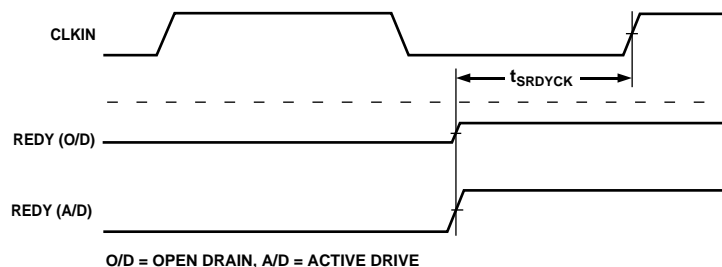 CLKIN
tSRDYCK
REDY (O/D)
REDY (A/D)
O/D = OPEN DRAIN, A/D = ACTIVE DRIVE